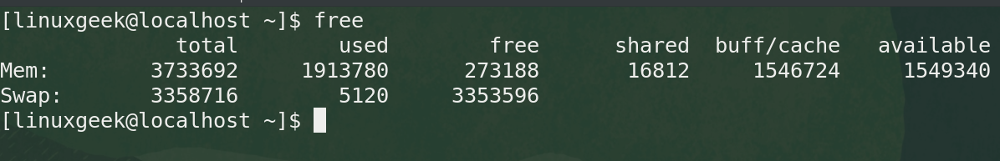 [linuxgeek@localhost ~]$ free
total used free shared buff/cache available
Mem: 3733692 1913780 273188 16812 1546724 1549340
Swap: 3358716 5120 3353596
[linuxgeek@localhost ~]$